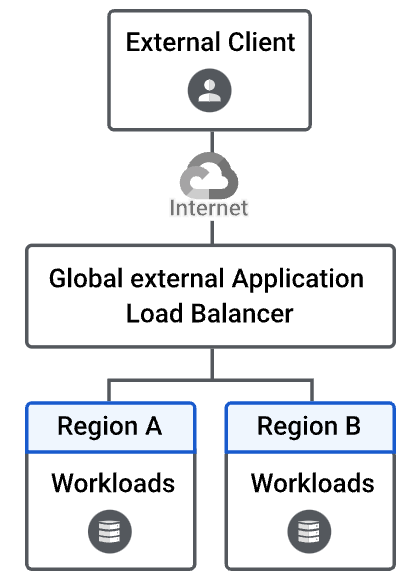 External Client
Internet
Global external Application
Load Balancer
Region A
Region B
Workloads
Workloads